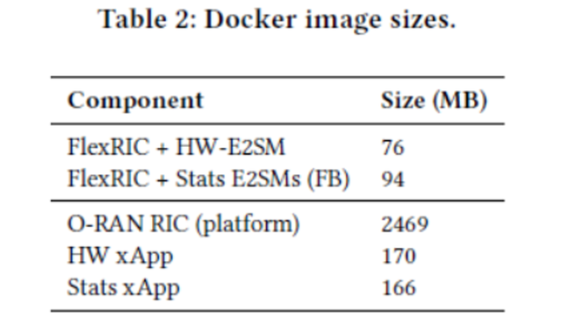 Table 2: Docker image sizes.
Component Size (MB)
FlexRIC + HW-E2SM 76
FlexRIC + Stats E2SMs (FB) 94
O-RAN RIC (platform) 2469
HW xApp 170
Stats xApp 166